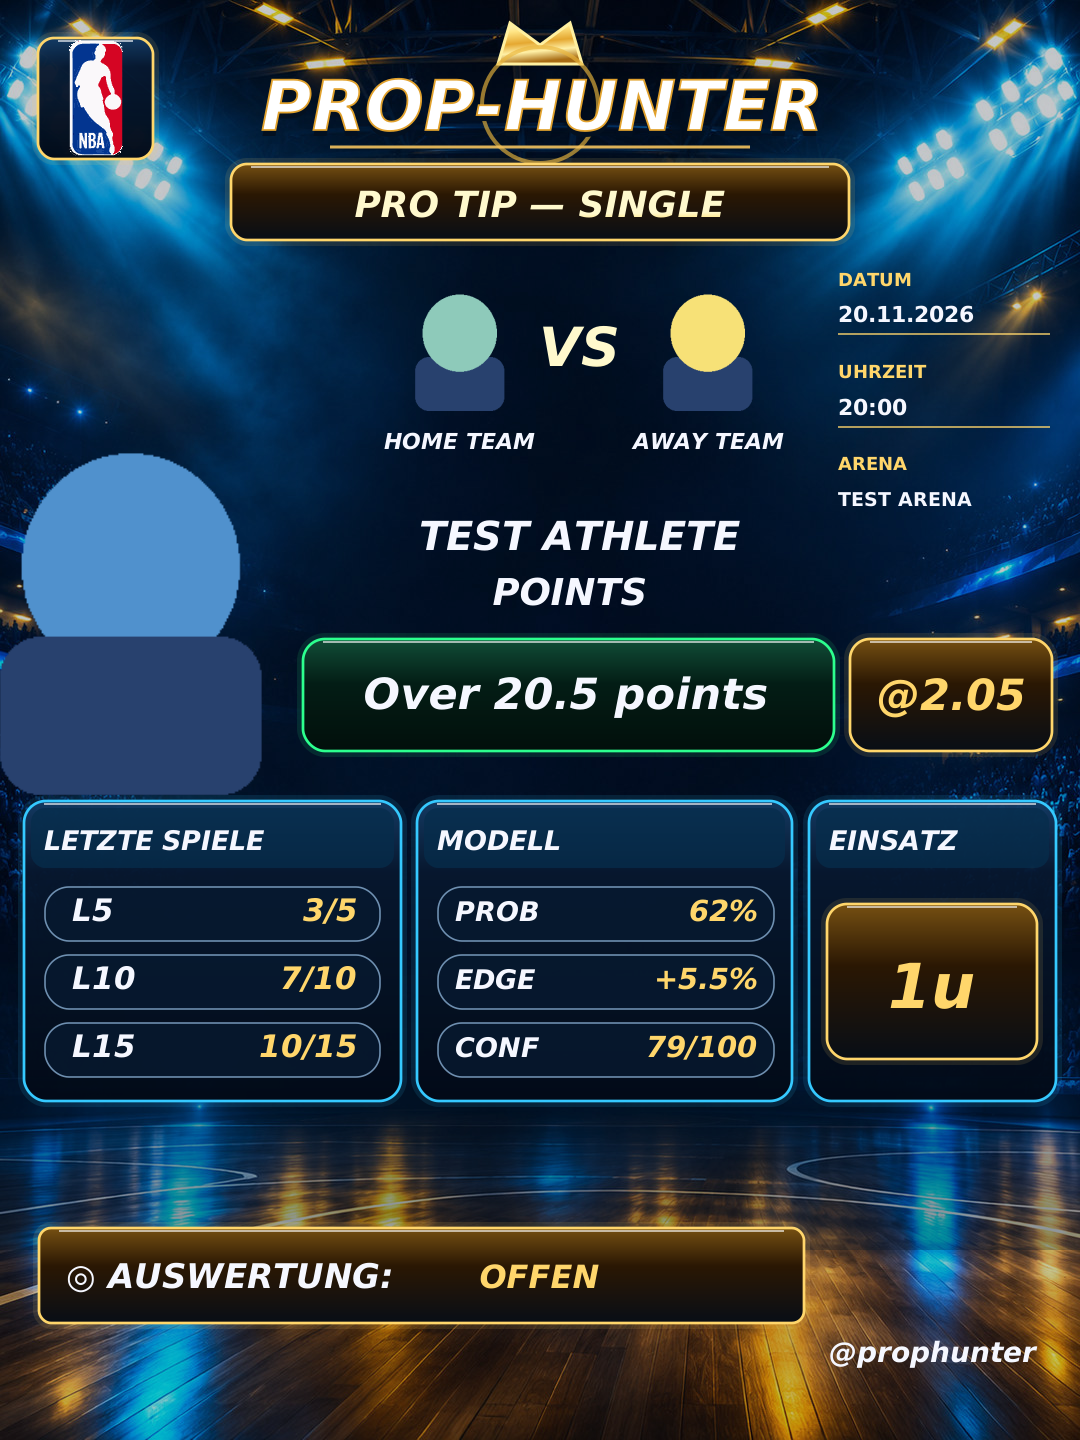 NBA
PROP-HUNTER
PRO TIP — SINGLE
VS
HOME TEAM
AWAY TEAM
DATUM
20.11.2026
UHRZEIT
20:00
ARENA
TEST ARENA
TEST ATHLETE
POINTS
Over 20.5 points
@2.05
LETZTE SPIELE
L5 3/5
L10 7/10
L15 10/15
MODELL
PROB 62%
EDGE +5.5%
CONF 79/100
EINSATZ
1u
◎ AUSWERTUNG: OFFEN
@prophunter